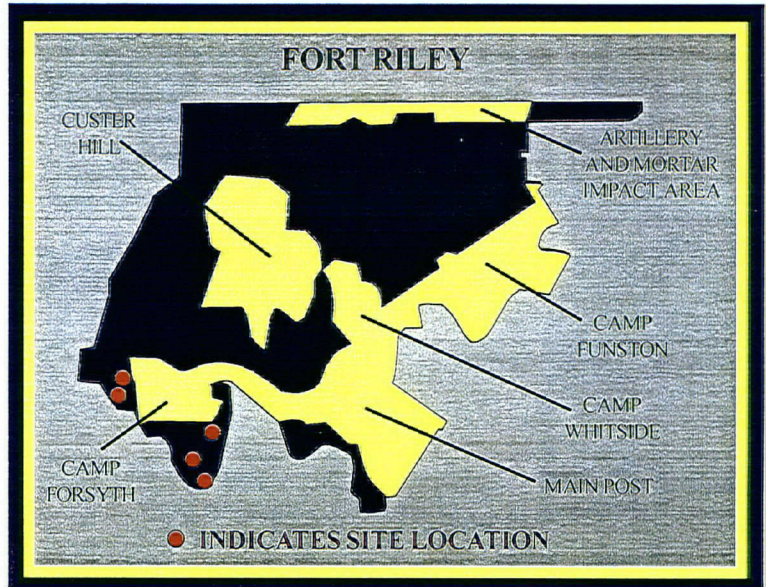 FORT RILEY
CUSTER
HILL
ARTILLERY
AND MORTAR
IMPACT AREA
CAMP
FUNSTON
CAMP
WHITSIDE
CAMP
FORSYTH
MAIN POST
INDICATES SITE LOCATION